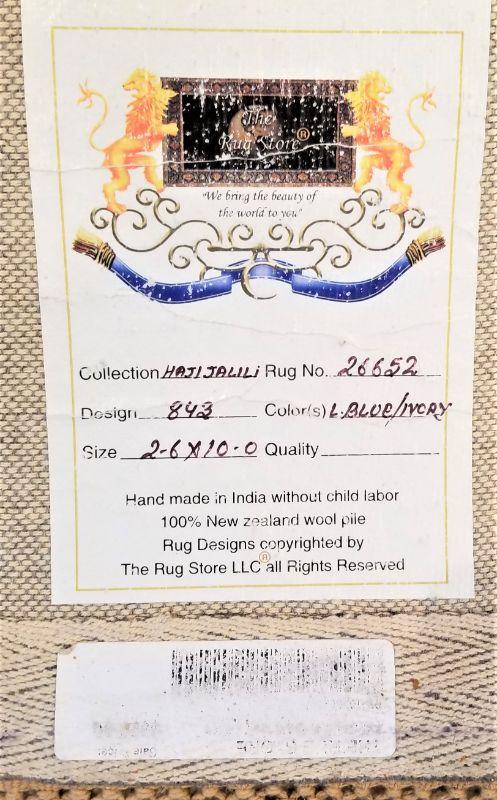 The
Rug Store®
"We bring the beauty of
the world to you"
Collection HAJI JALILI Rug No. 26652
Design 843 Color(s) L.BLUE/IVORY
Size 2-6 X 10-0 Quality
Hand made in India without child labor
100% New zealand wool pile
Rug Designs copyrighted by
The Rug Store LLC ® all Rights Reserved